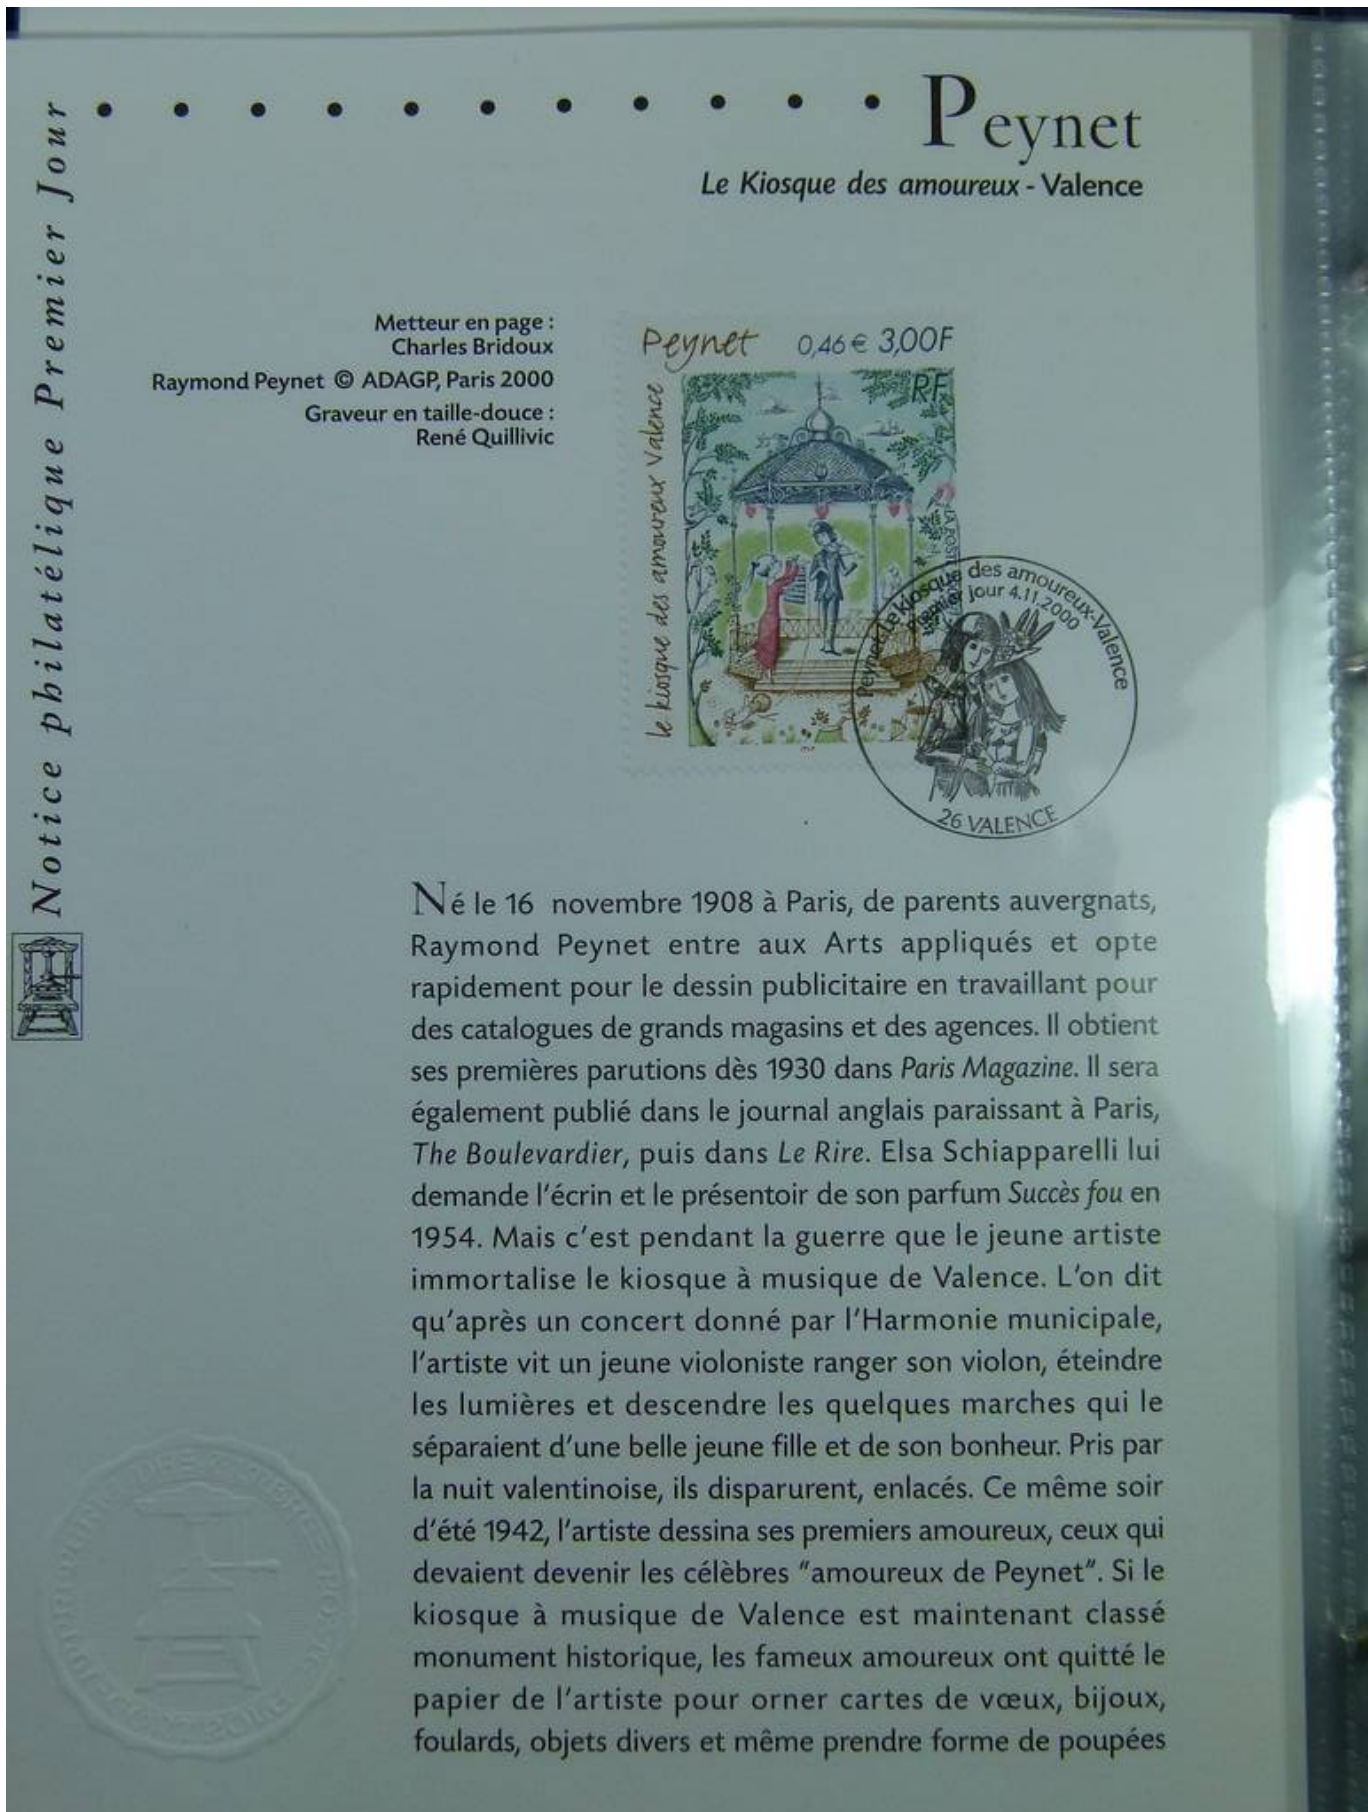 Notice philatélique Premier Jour
Peynet
Le Kiosque des amoureux - Valence
Metteur en page :
Charles Bridoux
Raymond Peynet © ADAGP, Paris 2000
Graveur en taille-douce :
René Quillivic
Peynet 0,46 € 3,00F
RF
le kiosque des amoureux Valence
LA POSTE
Peynet-Le kiosque des amoureux-Valence
Premier jour 4.11.2000
26 VALENCE
Né le 16 novembre 1908 à Paris, de parents auvergnats,
Raymond Peynet entre aux Arts appliqués et opte
rapidement pour le dessin publicitaire en travaillant pour
des catalogues de grands magasins et des agences. Il obtient
ses premières parutions dès 1930 dans Paris Magazine. Il sera
également publié dans le journal anglais paraissant à Paris,
The Boulevardier, puis dans Le Rire. Elsa Schiapparelli lui
demande l'écrin et le présentoir de son parfum Succès fou en
1954. Mais c'est pendant la guerre que le jeune artiste
immortalise le kiosque à musique de Valence. L'on dit
qu'après un concert donné par l'Harmonie municipale,
l'artiste vit un jeune violoniste ranger son violon, éteindre
les lumières et descendre les quelques marches qui le
séparaient d'une belle jeune fille et de son bonheur. Pris par
la nuit valentinoise, ils disparurent, enlacés. Ce même soir
d'été 1942, l'artiste dessina ses premiers amoureux, ceux qui
devaient devenir les célèbres "amoureux de Peynet". Si le
kiosque à musique de Valence est maintenant classé
monument historique, les fameux amoureux ont quitté le
papier de l'artiste pour orner cartes de vœux, bijoux,
foulards, objets divers et même prendre forme de poupées